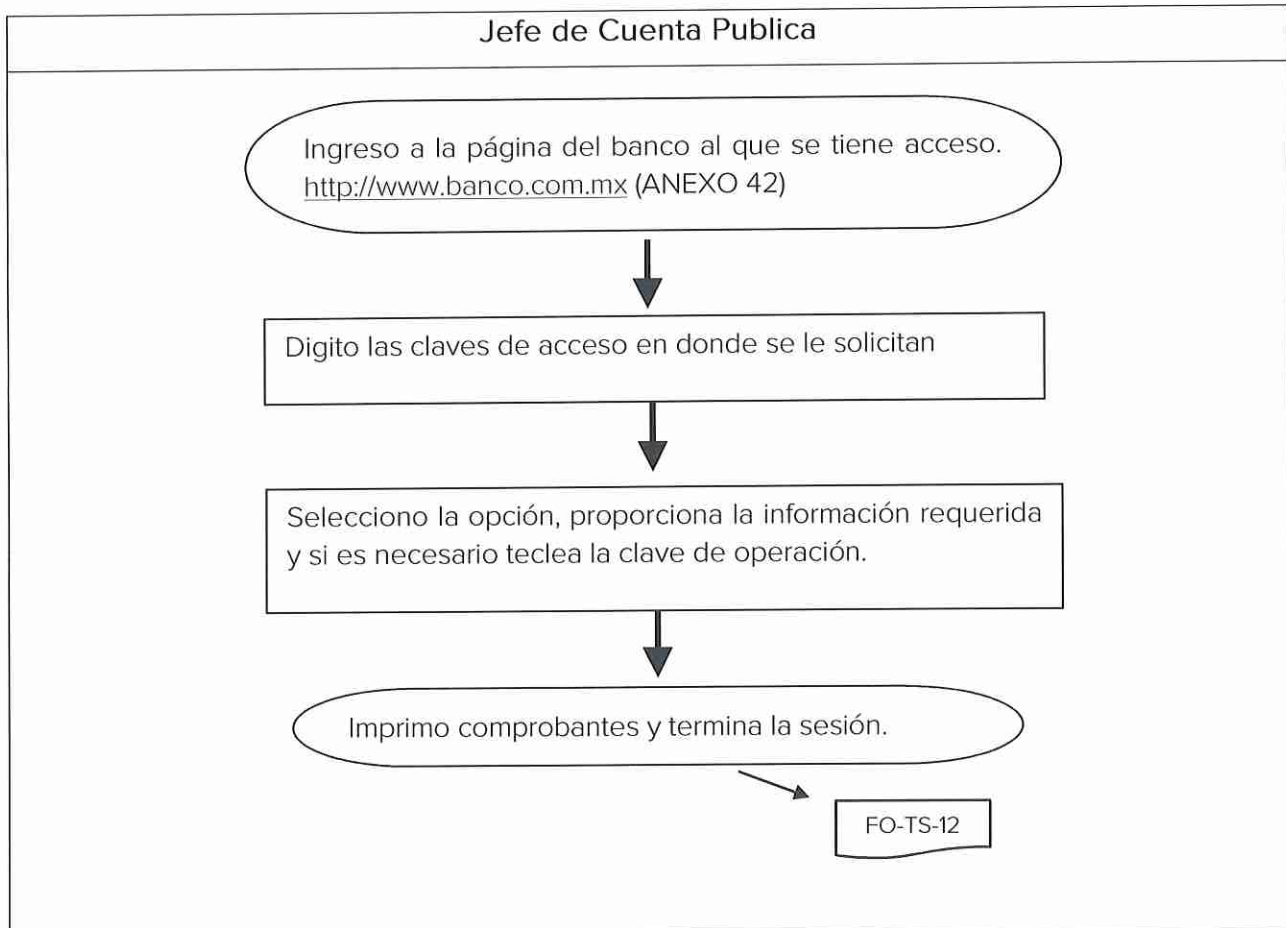 Jefe de Cuenta Publica
Ingreso a la página del banco al que se tiene acceso.
http://www.banco.com.mx (ANEXO 42)
Digito las claves de acceso en donde se le solicitan
Selecciono la opción, proporciona la información requerida
y si es necesario teclea la clave de operación.
Imprimo comprobantes y termina la sesión.
FO-TS-12